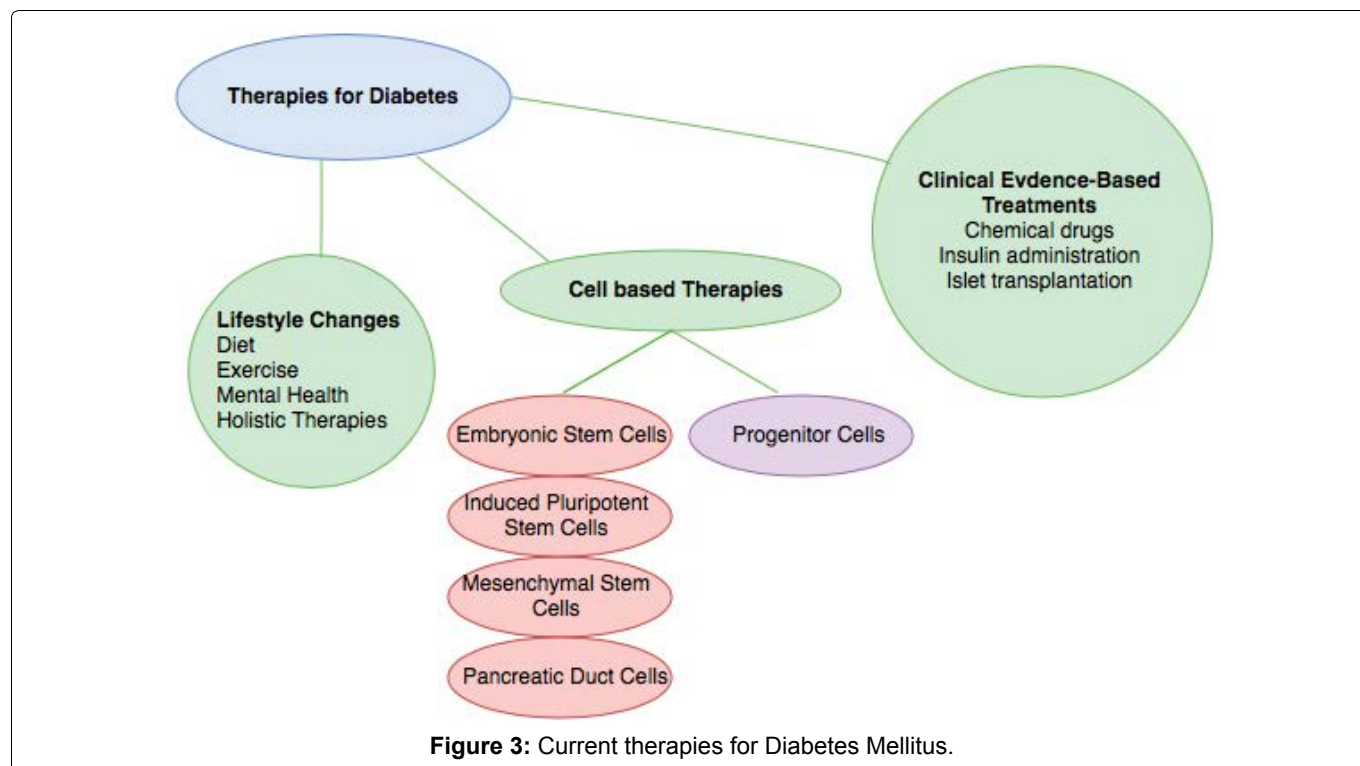 Therapies for Diabetes
Clinical Evdence-Based
Treatments
Chemical drugs
Insulin administration
Islet transplantation
Lifestyle Changes
Diet
Exercise
Mental Health
Holistic Therapies
Cell based Therapies
Embryonic Stem Cells
Induced Pluripotent
Stem Cells
Mesenchymal Stem
Cells
Pancreatic Duct Cells
Progenitor Cells
Figure 3: Current therapies for Diabetes Mellitus.